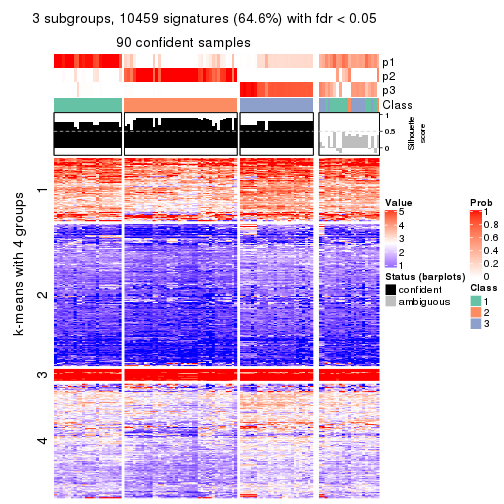 3 subgroups, 10459 signatures (64.6%) with fdr < 0.05
90 confident samples
p1
p2
p3
Class
1
0.5
0
Silhouette
score
k-means with 4 groups
1
2
3
4
Value
5
4
3
2
1
Status (barplots)
confident
ambiguous
Prob
1
0.8
0.6
0.4
0.2
0
Class
1
2
3